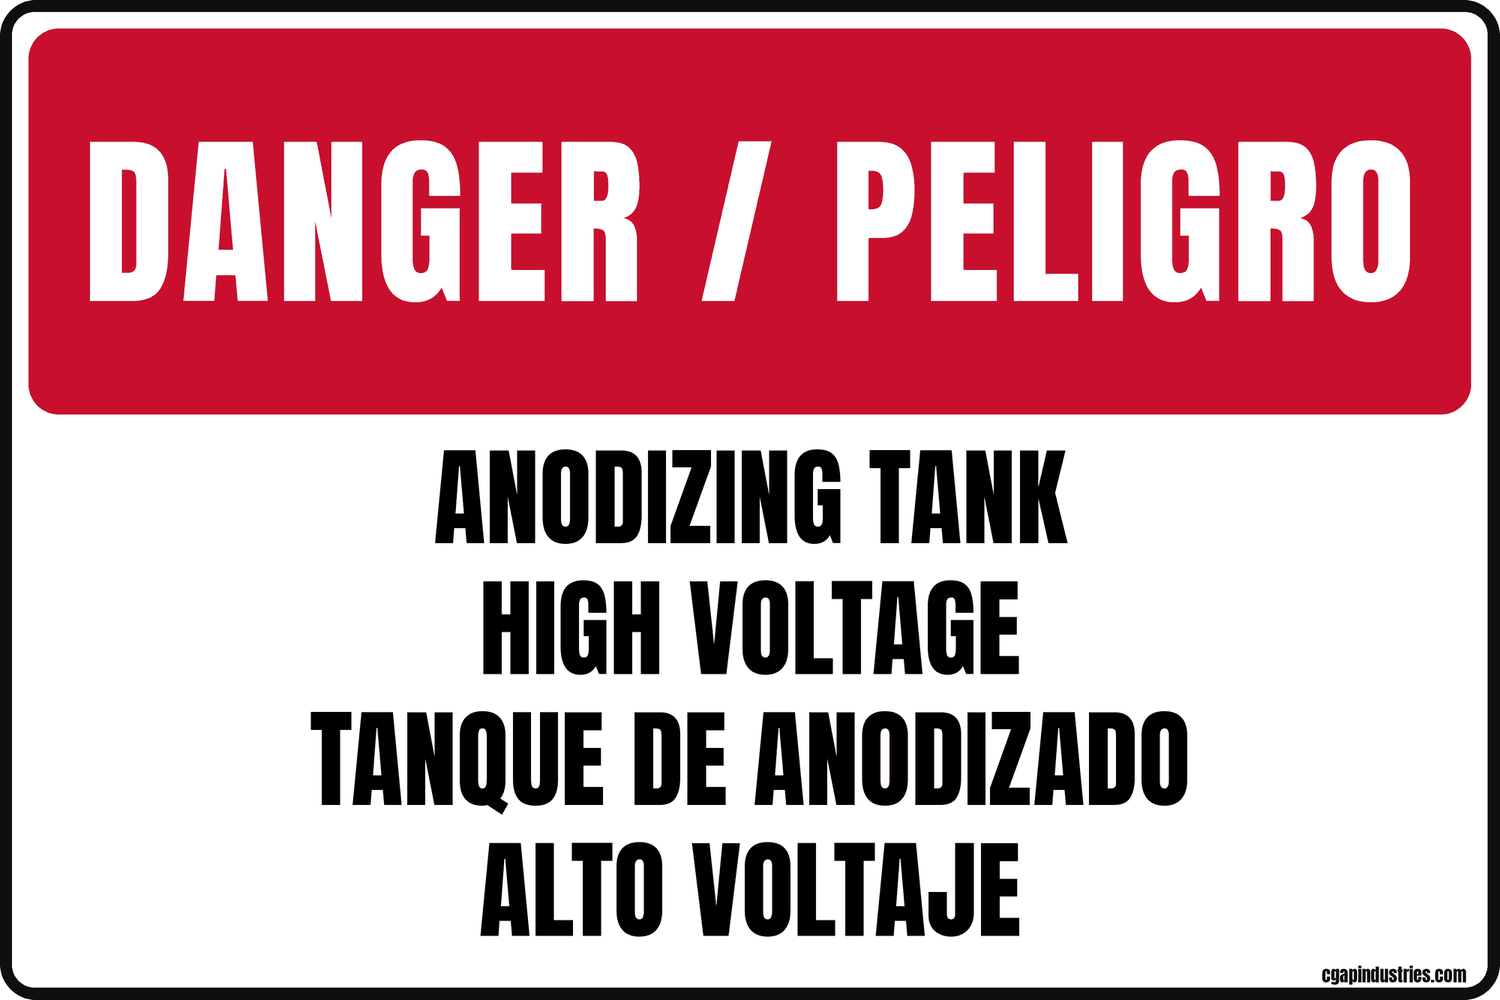 DANGER / PELIGRO
ANODIZING TANK
HIGH VOLTAGE
TANQUE DE ANODIZADO
ALTO VOLTAJE
cgapindustries.com